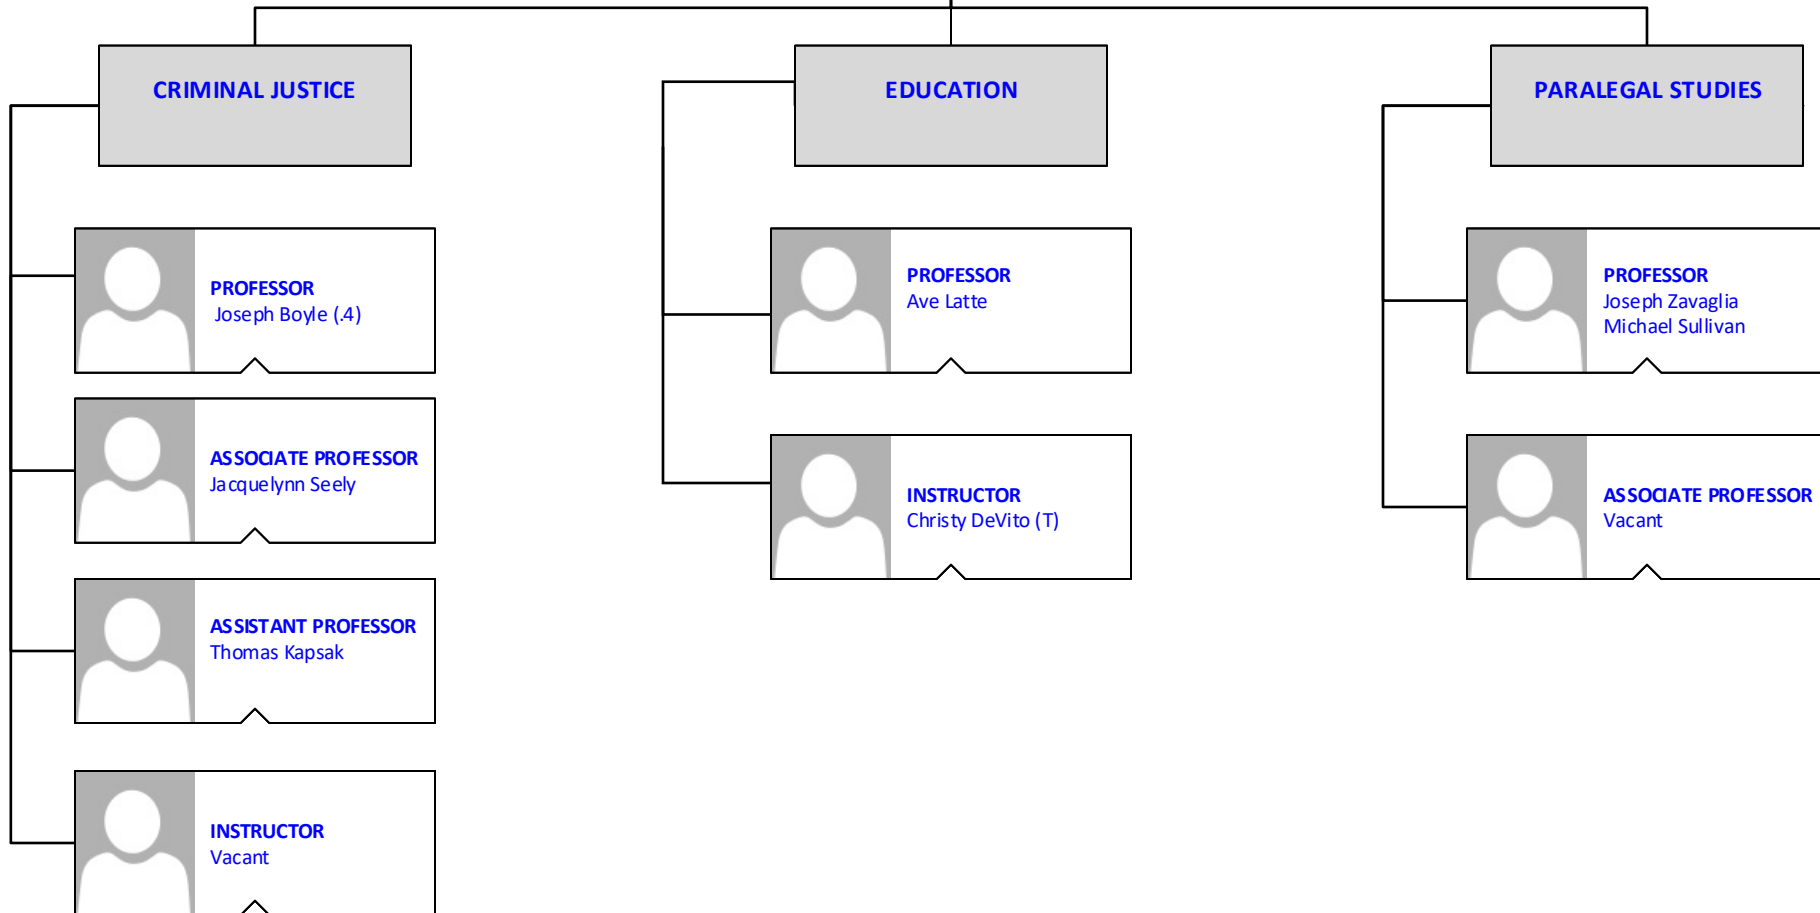 CRIMINAL JUSTICE
PROFESSOR
Joseph Boyle (.4)
ASSOCIATE PROFESSOR
Jacquelynn Seely
ASSISTANT PROFESSOR
Thomas Kapsak
INSTRUCTOR
Vacant
EDUCATION
PROFESSOR
Ave Latte
INSTRUCTOR
Christy DeVito (T)
PARALEGAL STUDIES
PROFESSOR
Joseph Zavaglia
Michael Sullivan
ASSOCIATE PROFESSOR
Vacant